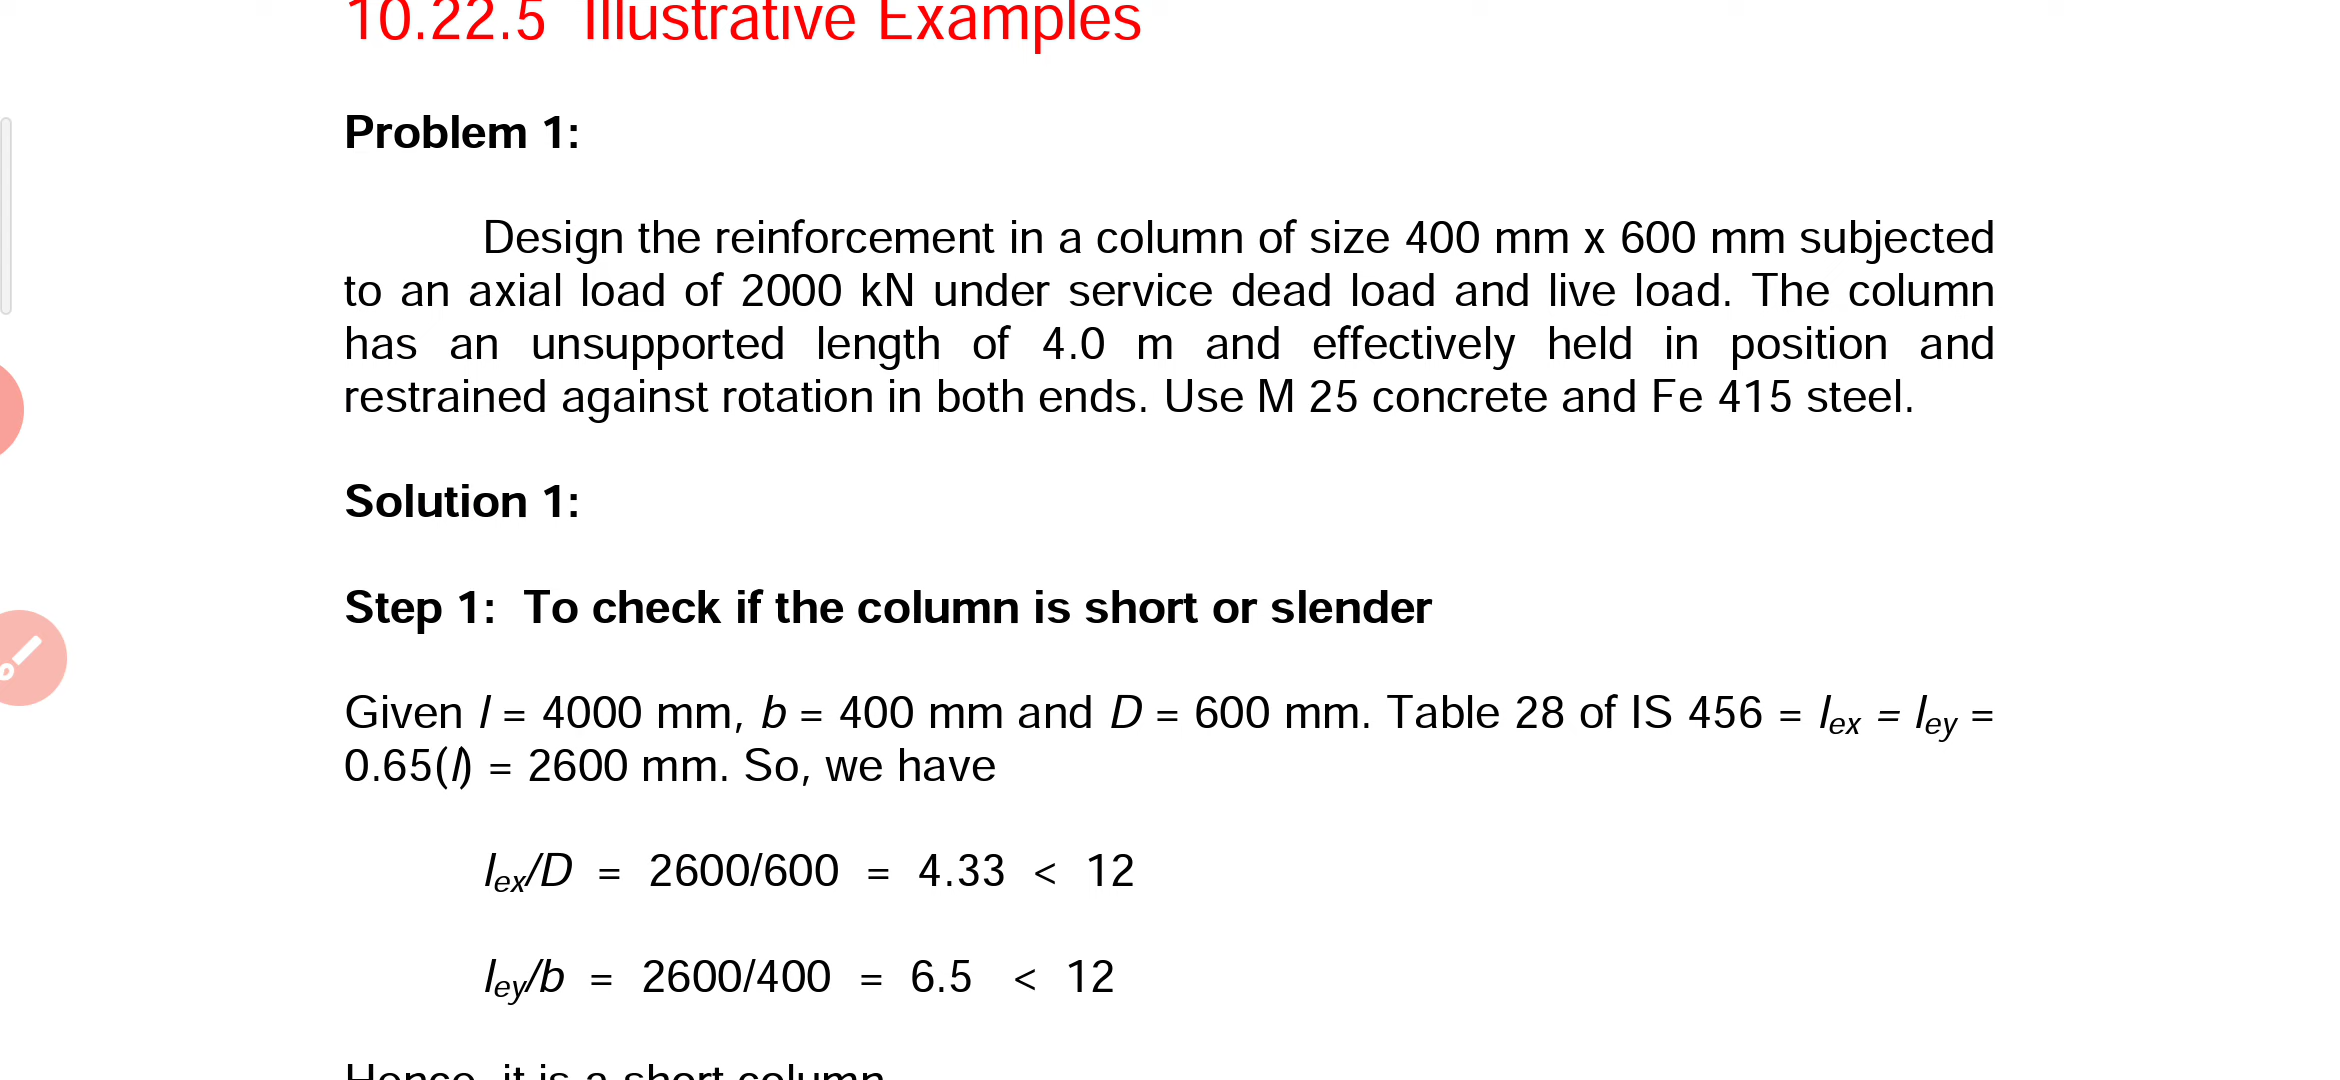 10.22.5 Illustrative Examples
Problem 1:
Design the reinforcement in a column of size 400 mm x 600 mm subjected
to an axial load of 2000 kN under service dead load and live load. The column
has an unsupported length of 4.0 m and effectively held in position and
restrained against rotation in both ends. Use M 25 concrete and Fe 415 steel.
Solution 1:
Step 1: To check if the column is short or slender
Given l = 4000 mm, b = 400 mm and D = 600 mm. Table 28 of IS 456 = lex = ley =
0.65(l) = 2600 mm. So, we have
lex/D = 2600/600 = 4.33 < 12
ley/b = 2600/400 = 6.5 < 12
Hence, it is a short column.